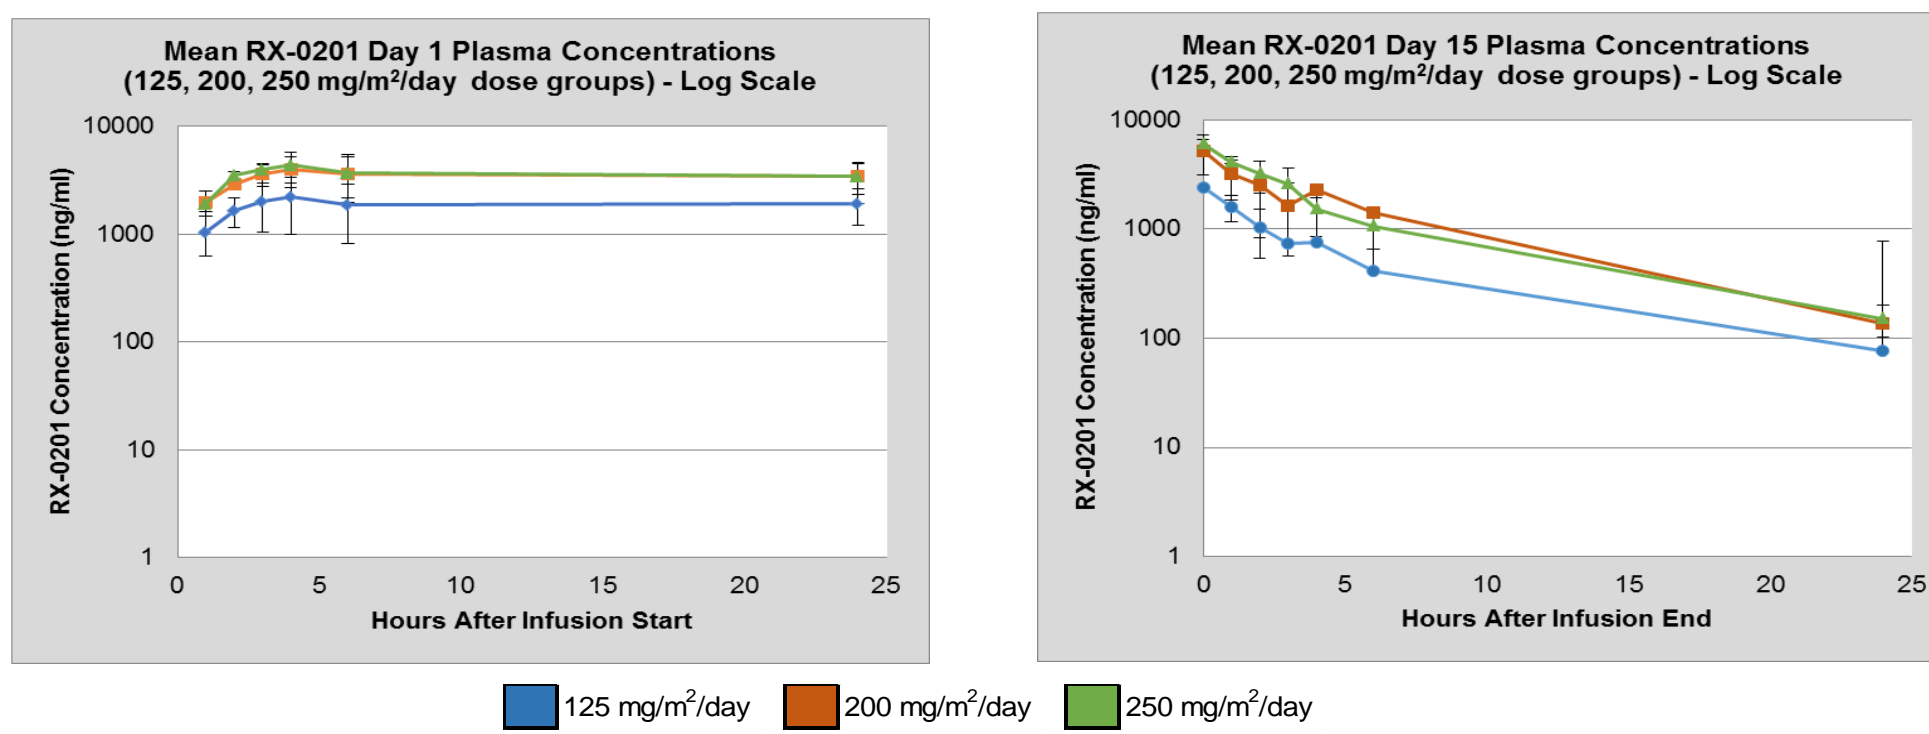 Mean RX-0201 Day 1 Plasma Concentrations
(125, 200, 250 mg/m²/day dose groups) - Log Scale
RX-0201 Concentration (ng/ml)
10000
1000
100
10
1
0 5 10 15 20 25
Hours After Infusion Start
Mean RX-0201 Day 15 Plasma Concentrations
(125, 200, 250 mg/m²/day dose groups) - Log Scale
RX-0201 Concentration (ng/ml)
10000
1000
100
10
1
0 5 10 15 20 25
Hours After Infusion End
125 mg/m²/day 200 mg/m²/day 250 mg/m²/day